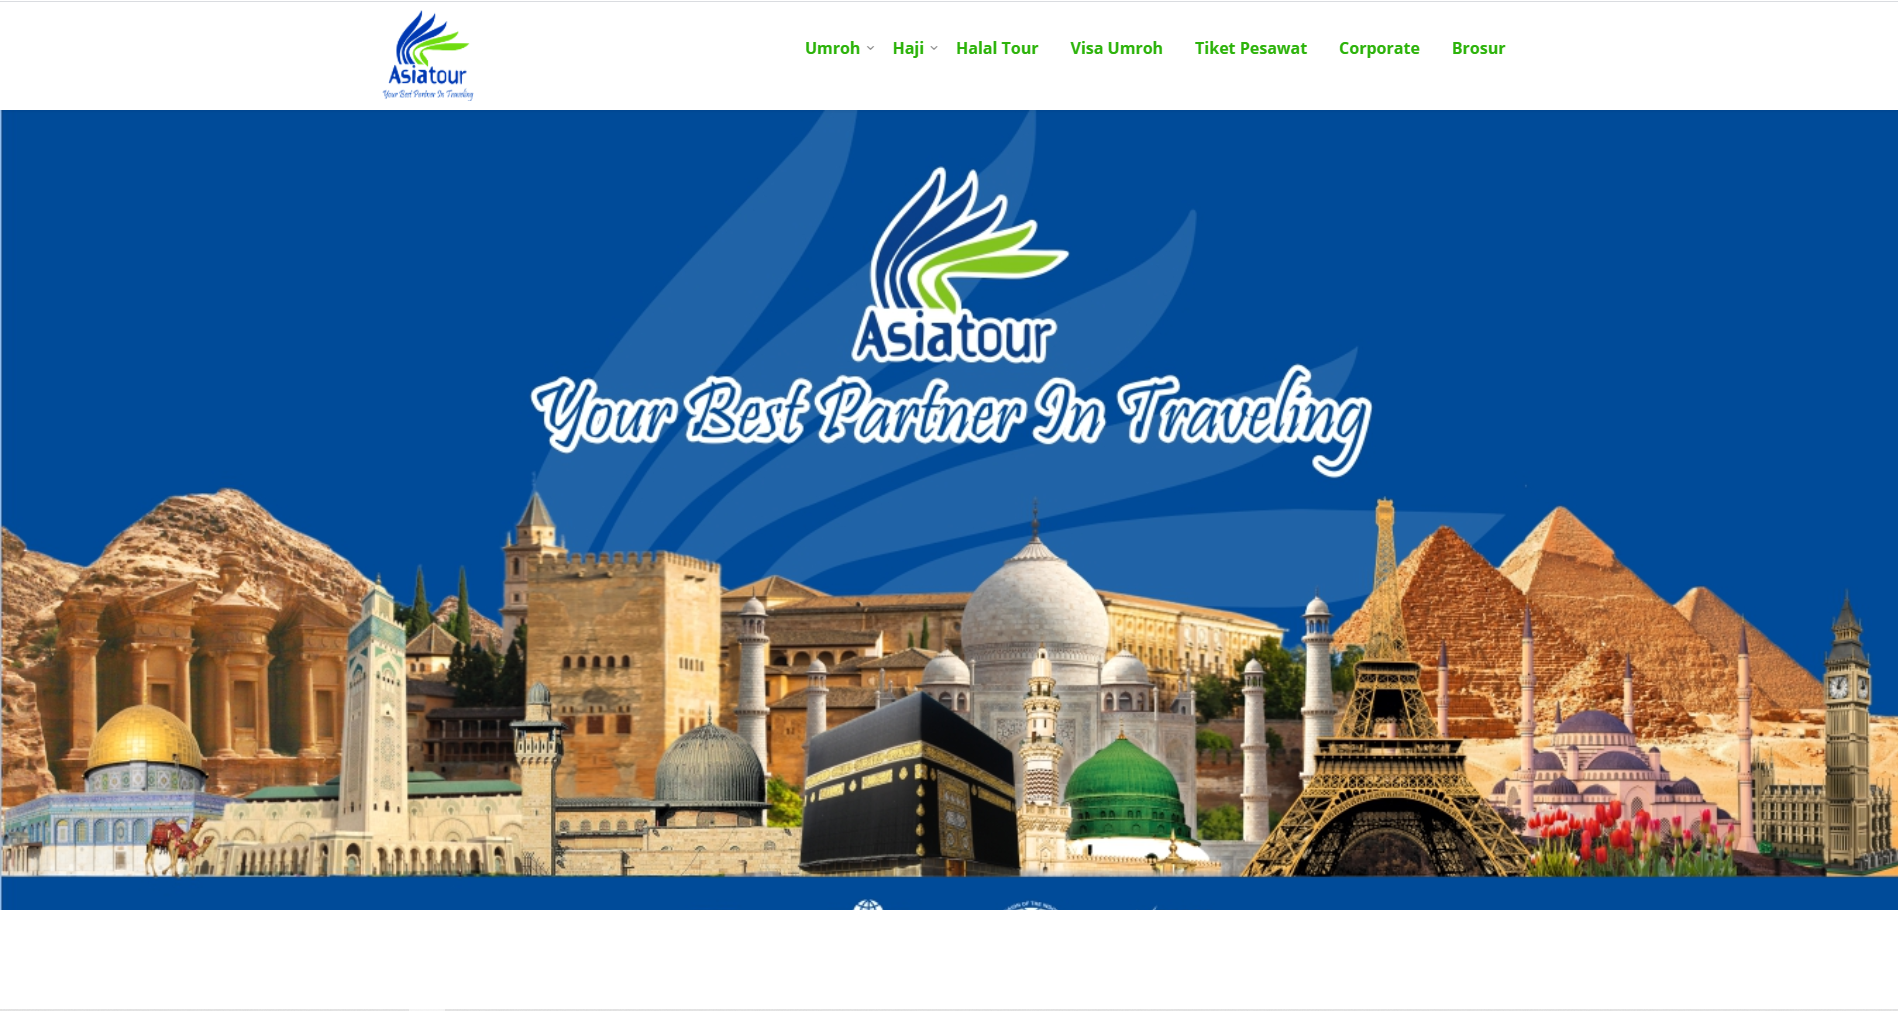 Asiatour
Your Best Partner In Traveling
Umroh Haji Halal Tour Visa Umroh Tiket Pesawat Corporate Brosur
Asiatour
Your Best Partner In Traveling